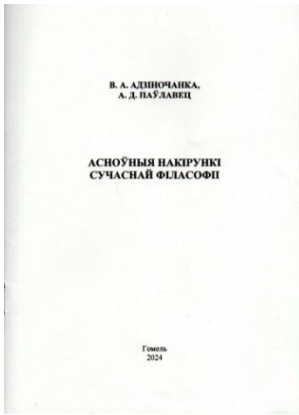 В. А. АДЗІНОЧАНКА,
А. Д. ПАЎЛАВЕЦ
АСНОЎНЫЯ НАКІРУНКІ
СУЧАСНАЙ ФІЛАСОФІІ
Гомель
2024